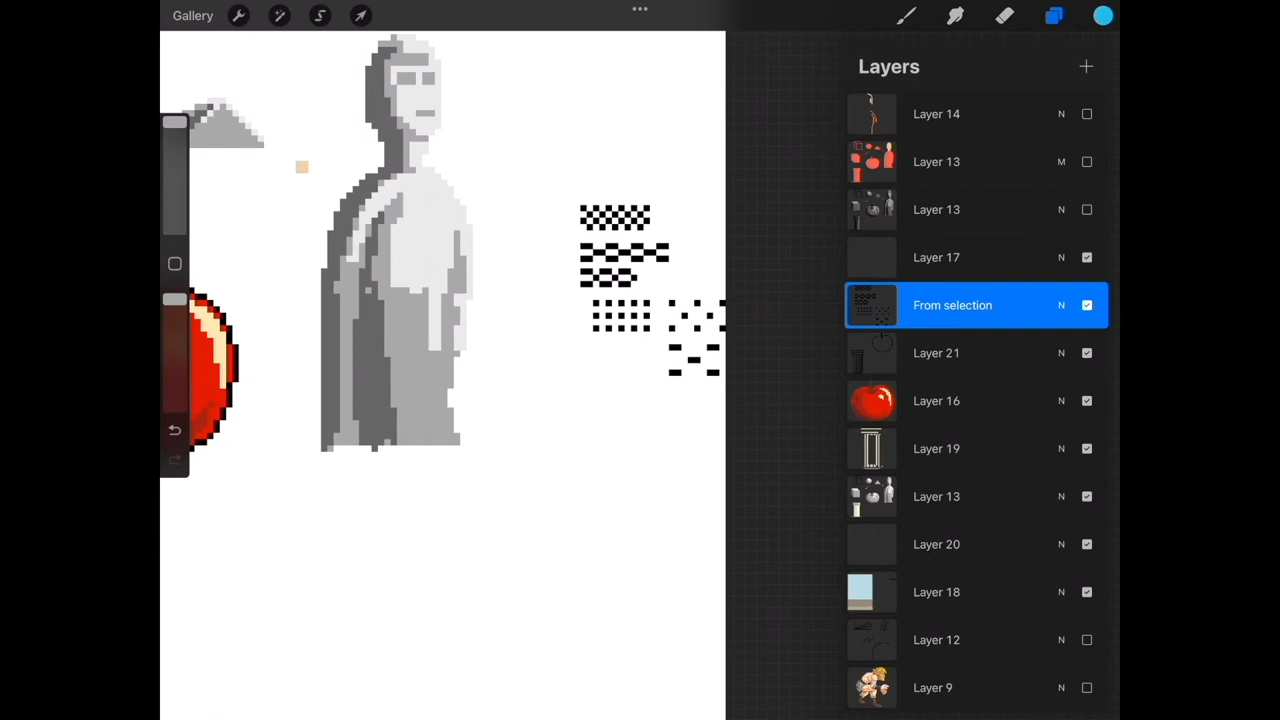 Gallery
Layers
Layer 14 N
Layer 13 M
Layer 13 N
Layer 17 N
From selection N
Layer 21 N
Layer 16 N
Layer 19 N
Layer 13 N
Layer 20 N
Layer 18 N
Layer 12 N
Layer 9 N